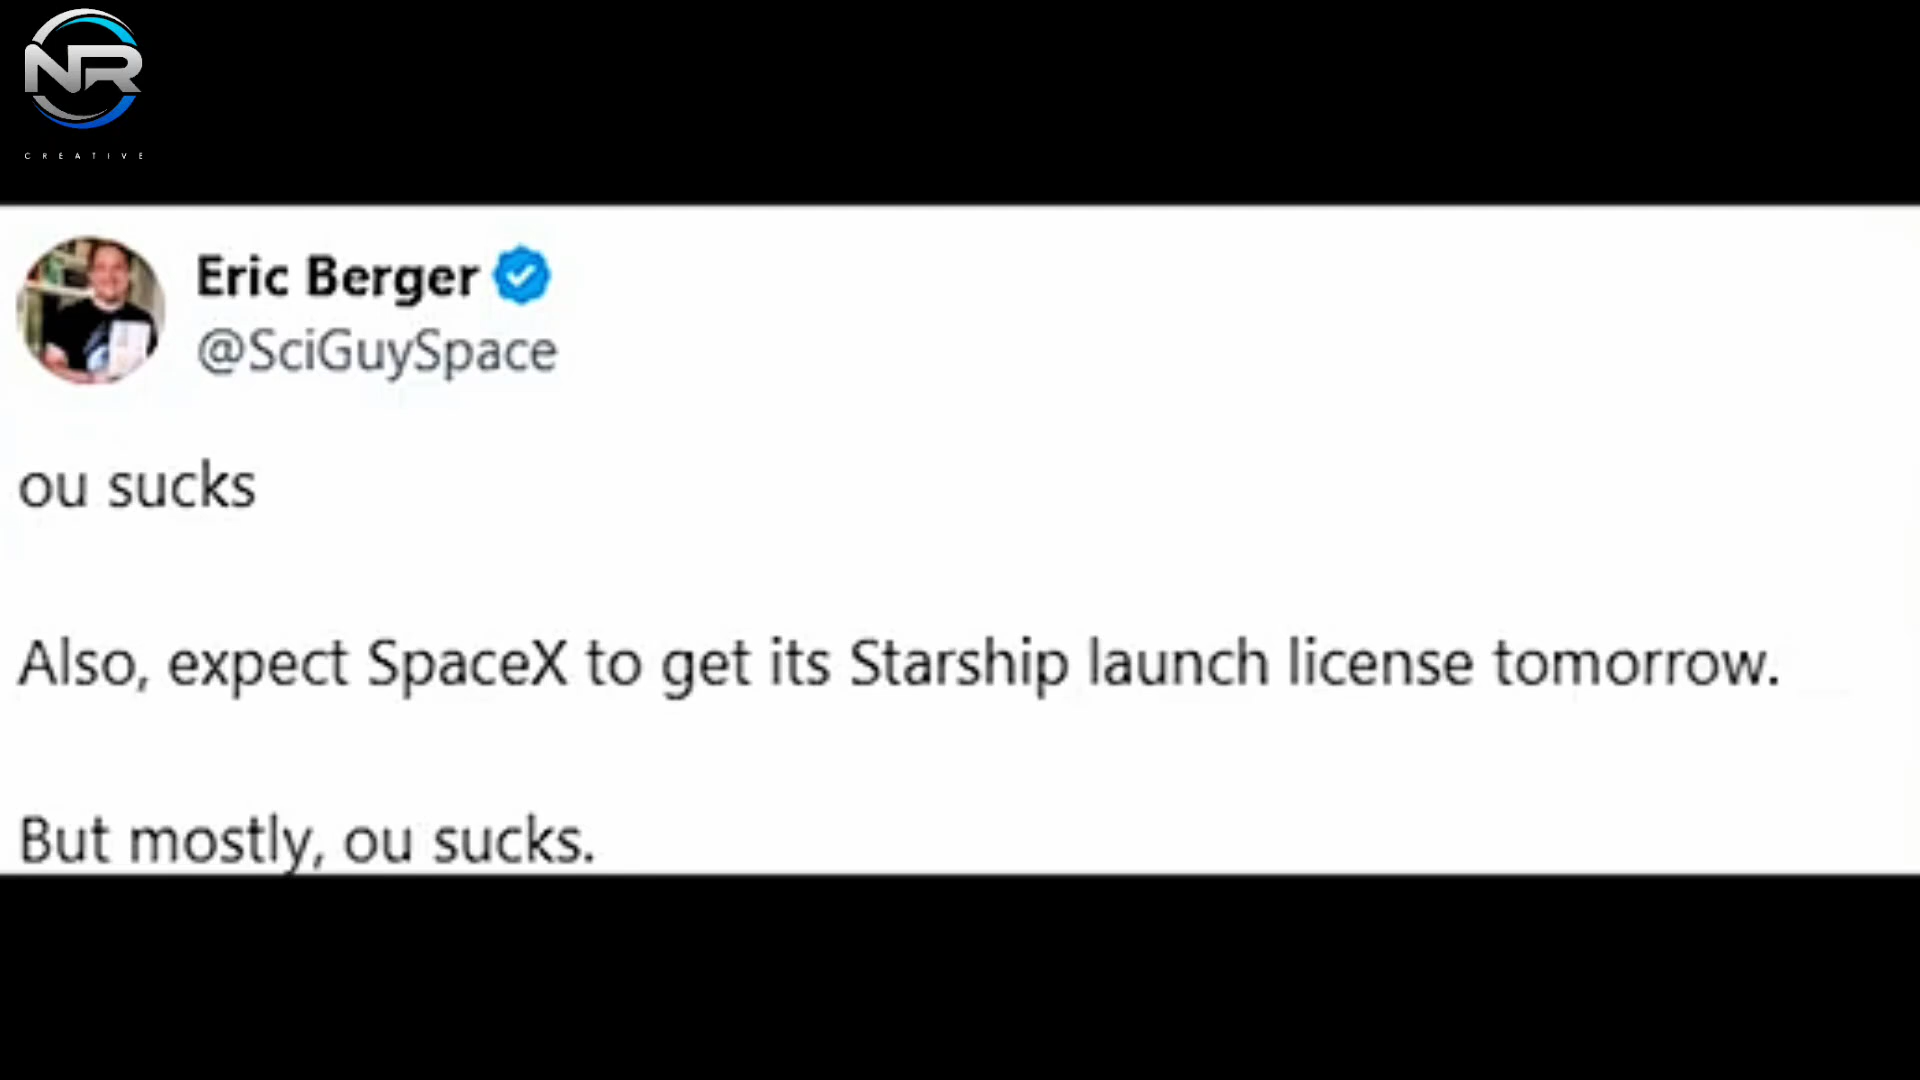 NR
CREATIVE
Eric Berger
@SciGuySpace
ou sucks
Also, expect SpaceX to get its Starship launch license tomorrow.
But mostly, ou sucks.